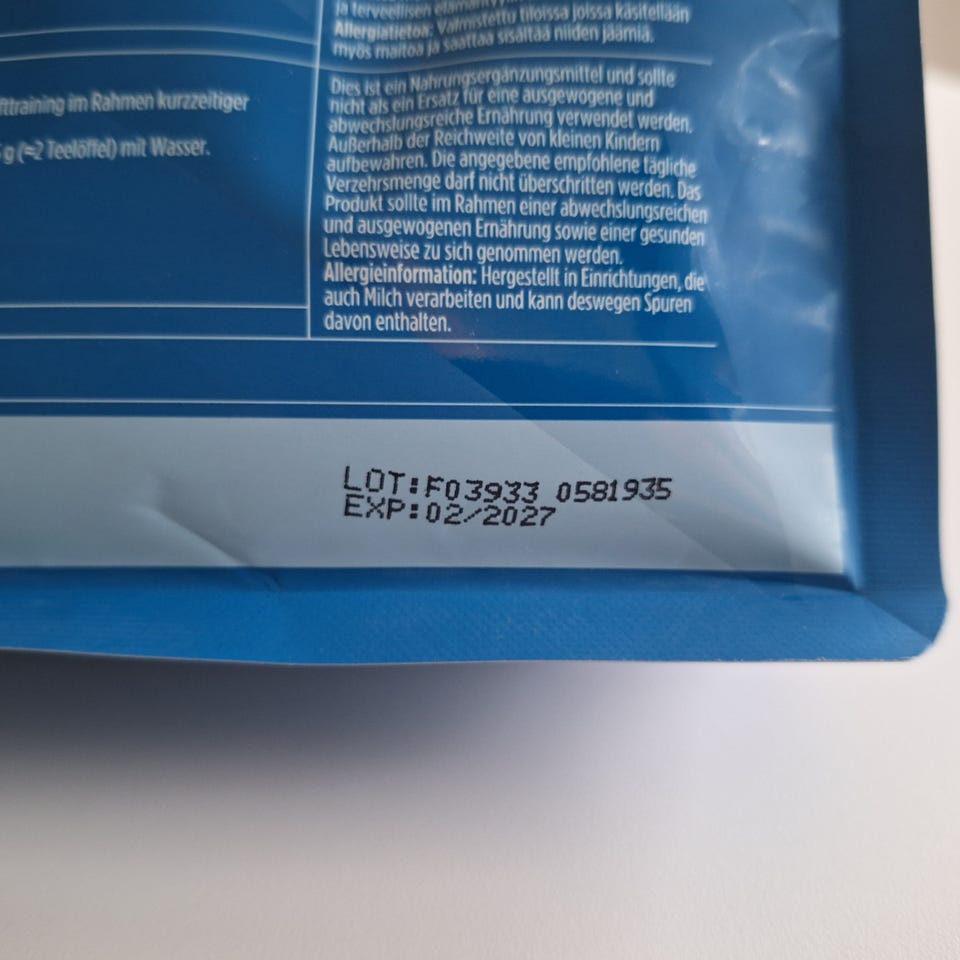 ja terveellisen
Allergiatietoa: Valmistettu tiloissa joissa käsitellään
myös maitoa ja saattaa sisältää niiden jäämiä.
fttraining im Rahmen kurzzeitiger
g (≈2 Teelöffel) mit Wasser.
Dies ist ein Nahrungsergänzungsmittel und sollte
nicht als ein Ersatz für eine ausgewogene und
abwechslungsreiche Ernährung verwendet werden.
Außerhalb der Reichweite von kleinen Kindern
aufbewahren. Die angegebene empfohlene tägliche
Verzehrsmenge darf nicht überschritten werden. Das
Produkt sollte im Rahmen einer abwechslungsreichen
und ausgewogenen Ernährung sowie einer gesunden
Lebensweise zu sich genommen werden.
Allergieinformation: Hergestellt in Einrichtungen, die
auch Milch verarbeiten und kann deswegen Spuren
davon enthalten.
LOT:F03933 0581935
EXP:02/2027